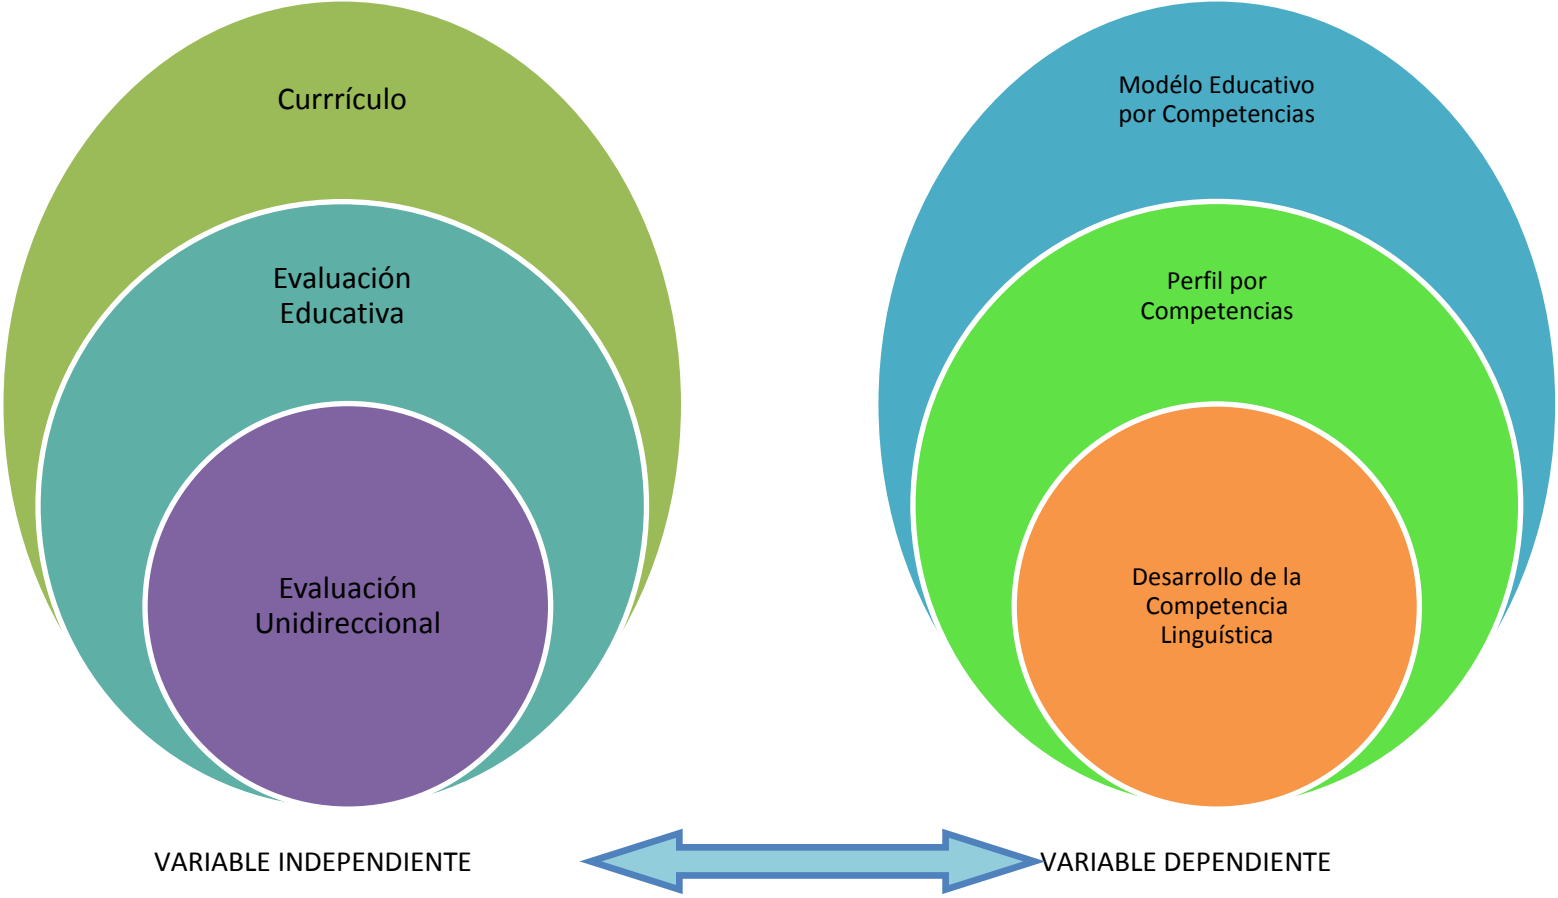 Currrículo
Evaluación
Educativa
Evaluación
Unidireccional
VARIABLE INDEPENDIENTE
Modélo Educativo
por Competencias
Perfil por
Competencias
Desarrollo de la
Competencia
Linguística
VARIABLE DEPENDIENTE